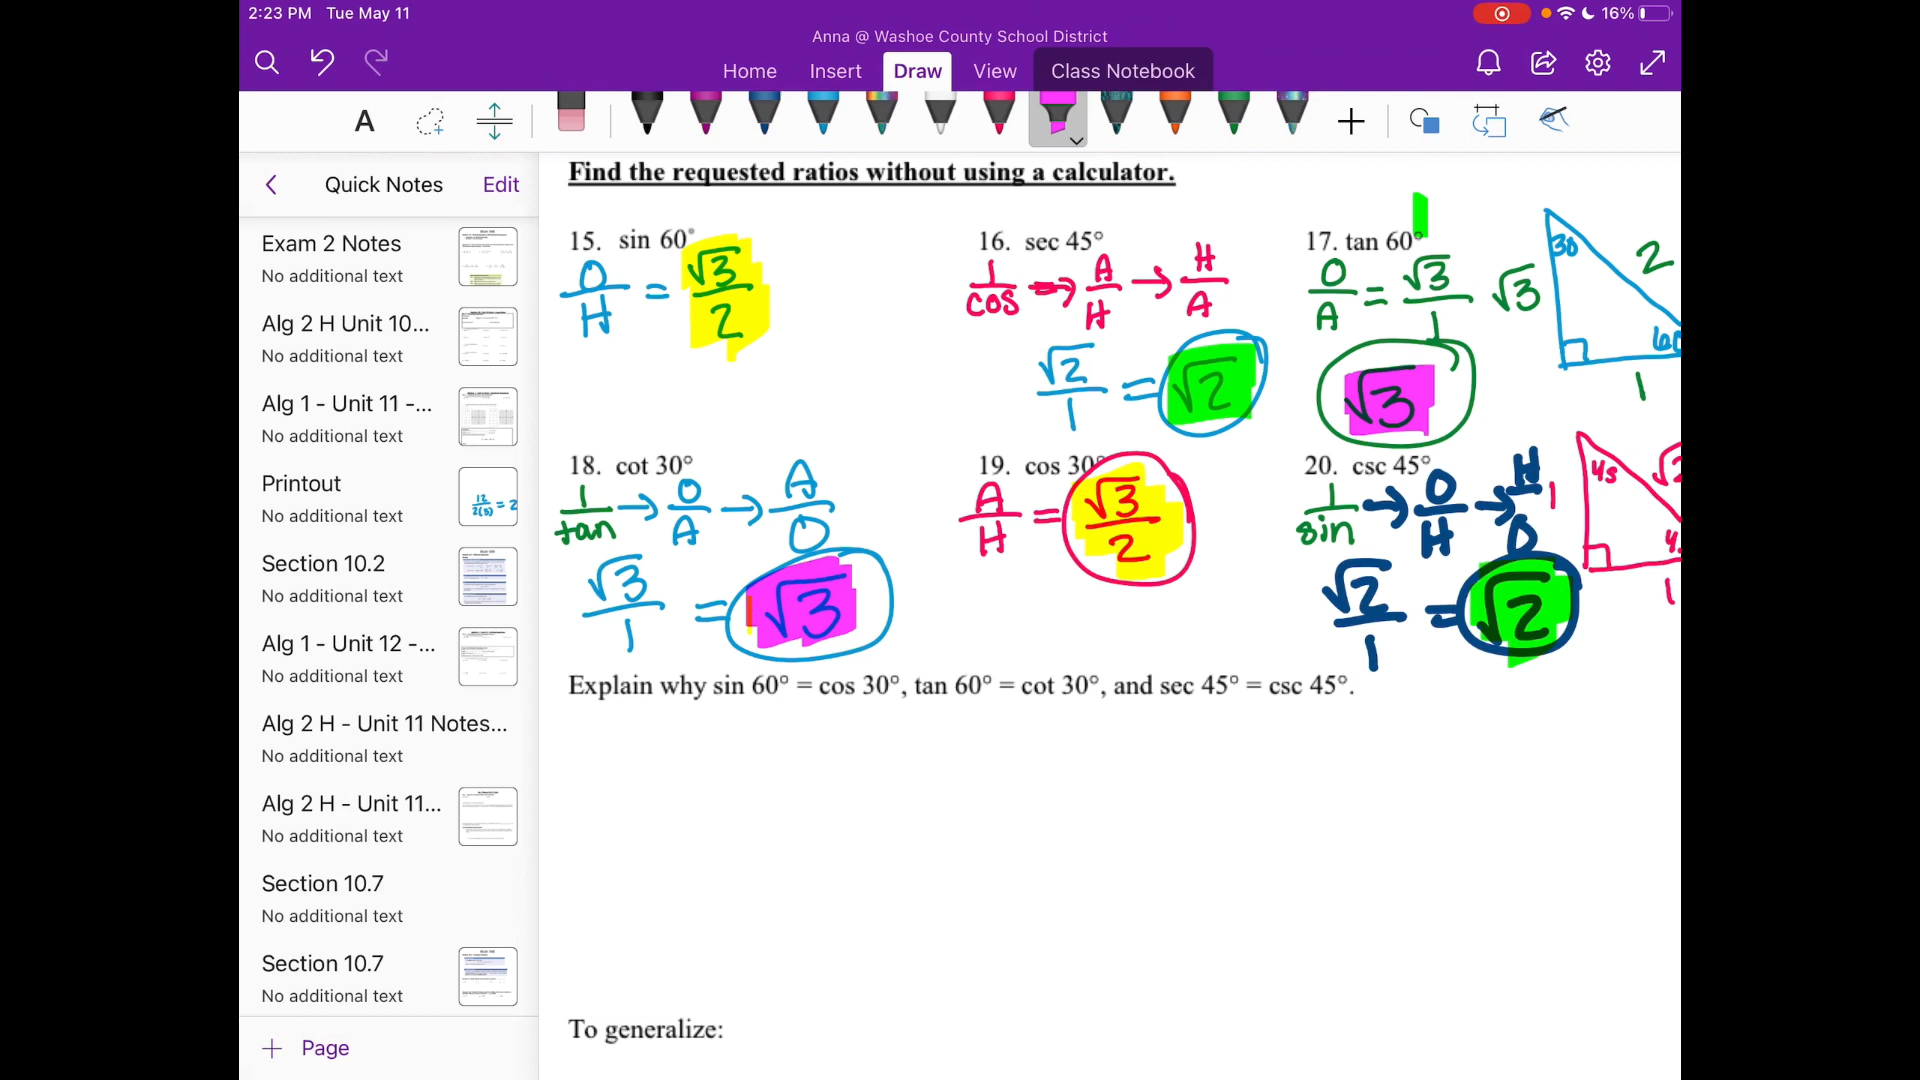 2:23 PM Tue May 11
16%
Anna @ Washoe County School District
Home Insert Draw View Class Notebook
A
Quick Notes Edit
Exam 2 Notes
No additional text
Alg 2 H Unit 10...
No additional text
Alg 1 - Unit 11 -...
No additional text
Printout
No additional text
Section 10.2
No additional text
Alg 1 - Unit 12 -...
No additional text
Alg 2 H - Unit 11 Notes...
No additional text
Alg 2 H - Unit 11...
No additional text
Section 10.7
No additional text
Section 10.7
No additional text
+ Page
Find the requested ratios without using a calculator.
15. sin 60°
O/H = √3/2
16. sec 45°
1/cos → A/H → H/A
√2/1 = √2
17. tan 60°
O/A = √3/1
√3
30 2 √3 60 1
18. cot 30°
1/tan → O/A → A/O
√3/1 = √3
19. cos 30°
A/H = √3/2
20. csc 45°
1/sin → O/H → H/O
√2/1 = √2
45 1 1
Explain why sin 60° = cos 30°, tan 60° = cot 30°, and sec 45° = csc 45°.
To generalize: